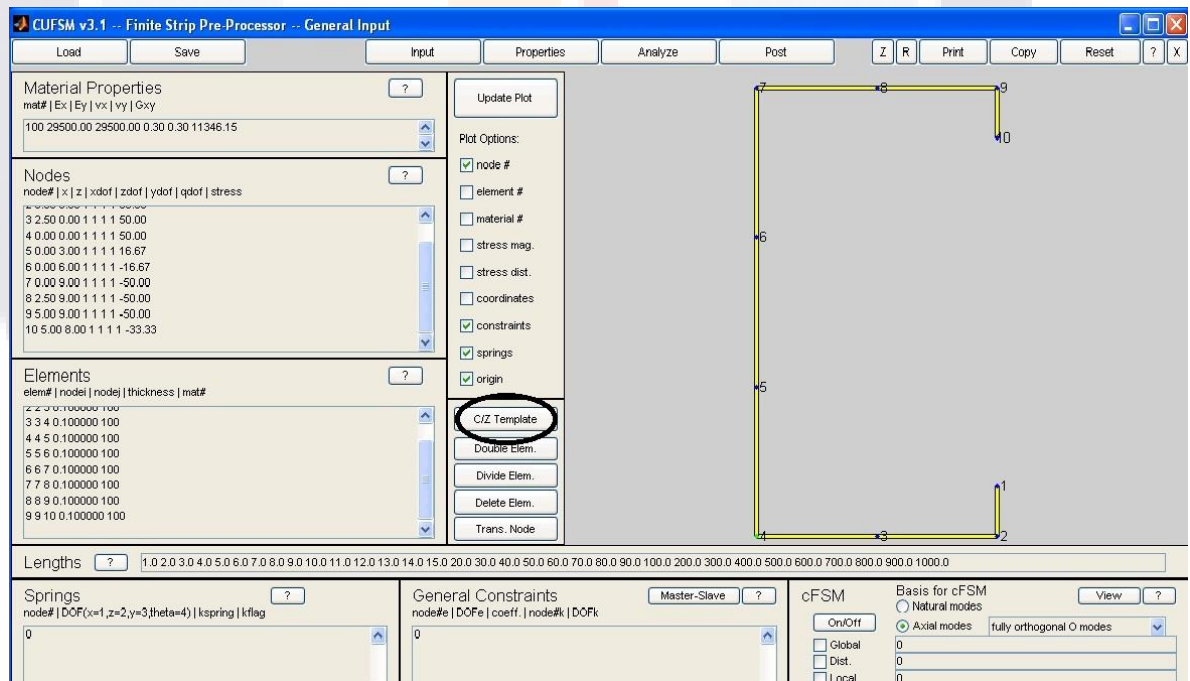 CUFSM v3.1 -- Finite Strip Pre-Processor -- General Input
Load Save Input Properties Analyze Post Z R Print Copy Reset ? X
Material Properties ?
mat# | Ex | Ey | vx | vy | Gxy
100 29500.00 29500.00 0.30 0.30 11346.15
Nodes ?
node# | x | z | xdof | zdof | ydof | qdof | stress
3 2.50 0.00 1 1 1 1 50.00
4 0.00 0.00 1 1 1 1 50.00
5 0.00 3.00 1 1 1 1 16.67
6 0.00 6.00 1 1 1 1 -16.67
7 0.00 9.00 1 1 1 1 -50.00
8 2.50 9.00 1 1 1 1 -50.00
9 5.00 9.00 1 1 1 1 -50.00
10 5.00 8.00 1 1 1 1 -33.33
Elements ?
elem# | nodei | nodej | thickness | mat#
2 2 3 0.100000 100
3 3 4 0.100000 100
4 4 5 0.100000 100
5 5 6 0.100000 100
6 6 7 0.100000 100
7 7 8 0.100000 100
8 8 9 0.100000 100
9 9 10 0.100000 100
Update Plot
Plot Options:
node #
element #
material #
stress mag.
stress dist.
coordinates
constraints
springs
origin
C/Z Template
Double Elem.
Divide Elem.
Delete Elem.
Trans. Node
7 8 9
10
6
5
1
4 3 2
Lengths ? 1.0 2.0 3.0 4.0 5.0 6.0 7.0 8.0 9.0 10.0 11.0 12.0 13.0 14.0 15.0 20.0 30.0 40.0 50.0 60.0 70.0 80.0 90.0 100.0 200.0 300.0 400.0 500.0 600.0 700.0 800.0 900.0 1000.0
Springs ?
node# | DOF(x=1,z=2,y=3,theta=4) | kspring | kflag
0
General Constraints Master-Slave ?
node#e | DOFe | coeff. | node#k | DOFk
0
cFSM Basis for cFSM View ?
Natural modes
On/Off Axial modes fully orthogonal O modes
Global 0
Dist. 0
Local 0